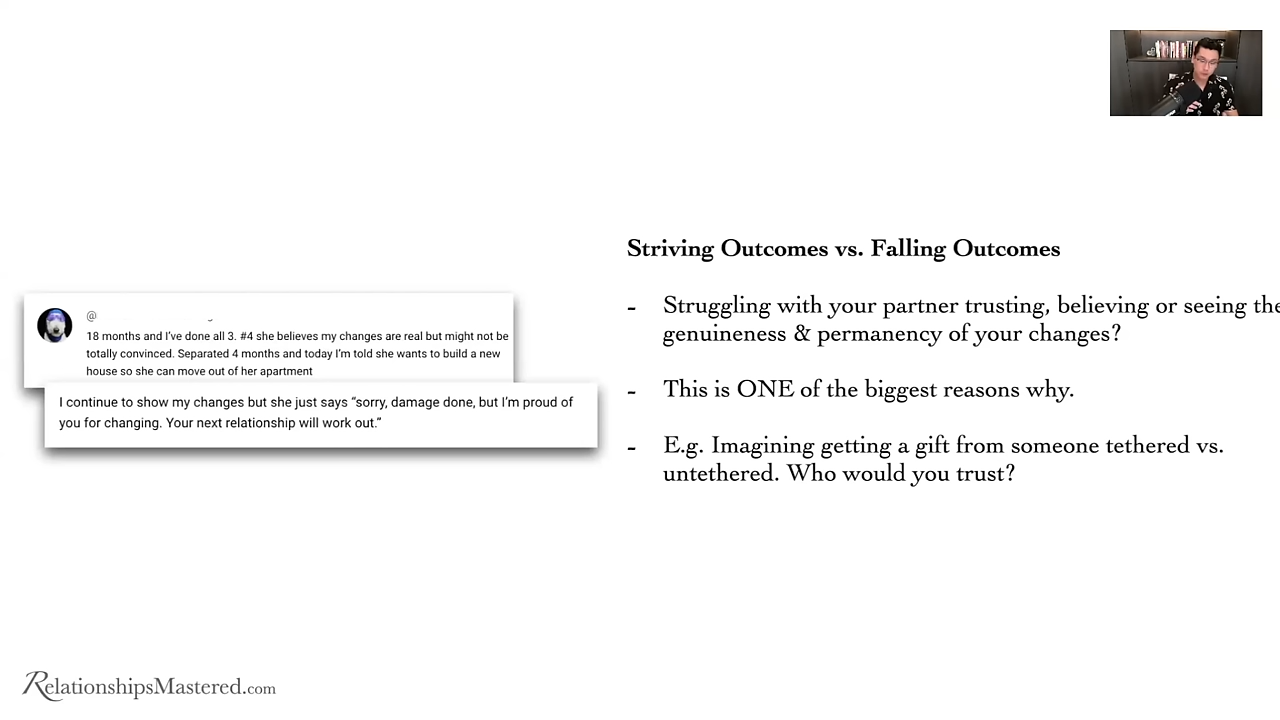 Striving Outcomes vs. Falling Outcomes
- Struggling with your partner trusting, believing or seeing the
genuineness & permanency of your changes?
- This is ONE of the biggest reasons why.
- E.g. Imagining getting a gift from someone tethered vs.
untethered. Who would you trust?
@
18 months and I've done all 3. #4 she believes my changes are real but might not be
totally convinced. Separated 4 months and today I'm told she wants to build a new
house so she can move out of her apartment
I continue to show my changes but she just says “sorry, damage done, but I'm proud of
you for changing. Your next relationship will work out.”
RelationshipsMastered.com